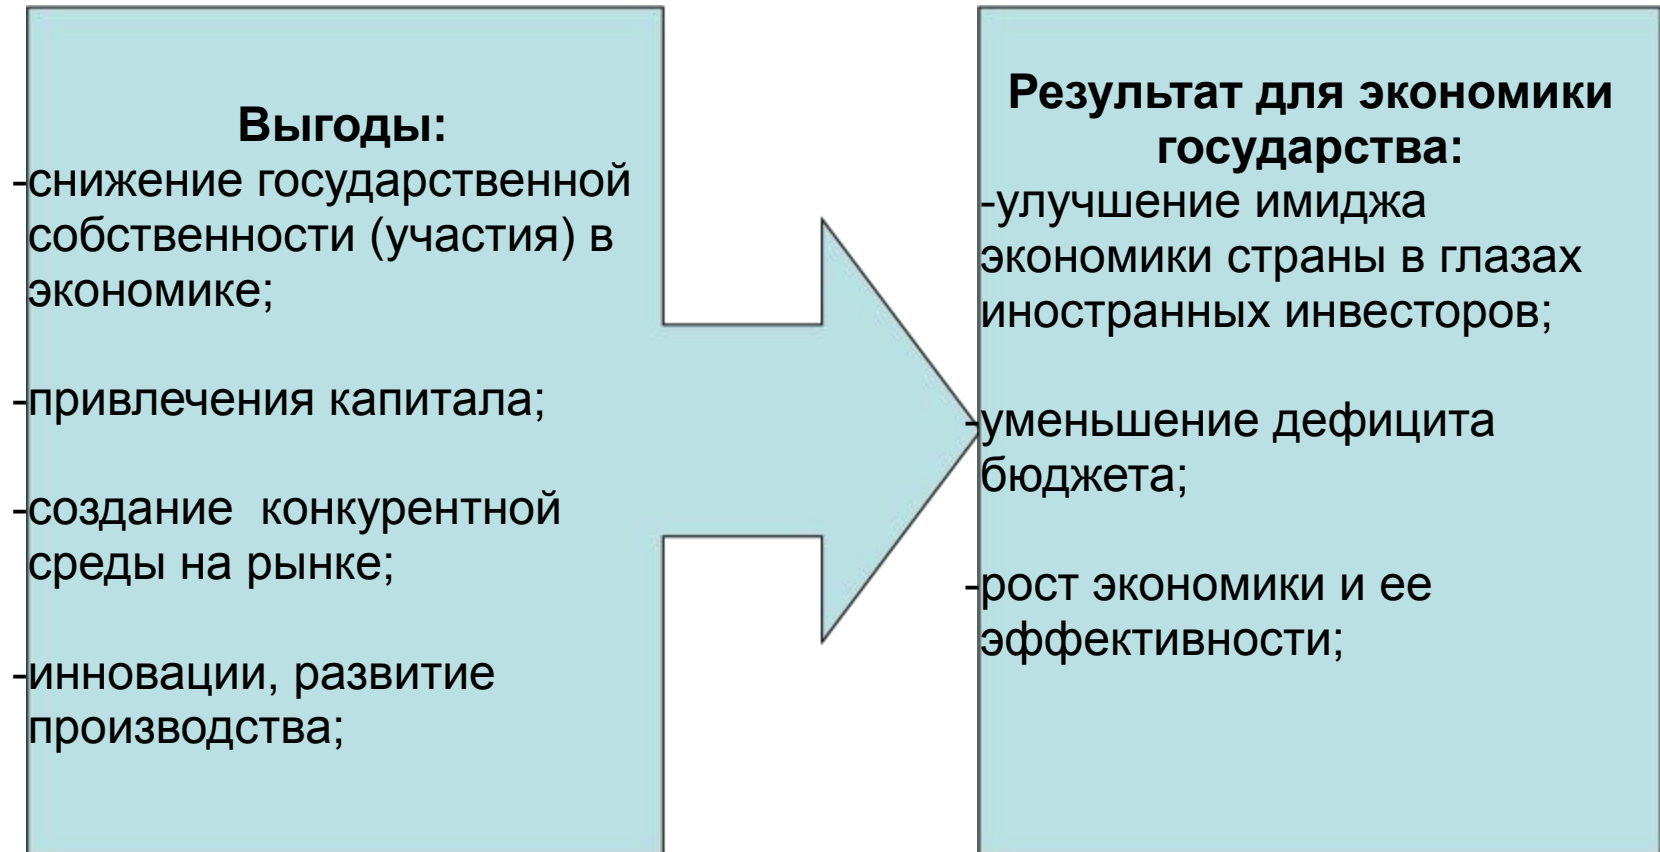 Выгоды:
-снижение государственной
собственности (участия) в
экономике;
-привлечения капитала;
-создание  конкурентной
среды на рынке;
-инновации, развитие
производства;
Результат для экономики
государства:
-улучшение имиджа
экономики страны в глазах
иностранных инвесторов;
-уменьшение дефицита
бюджета;
-рост экономики и ее
эффективности;